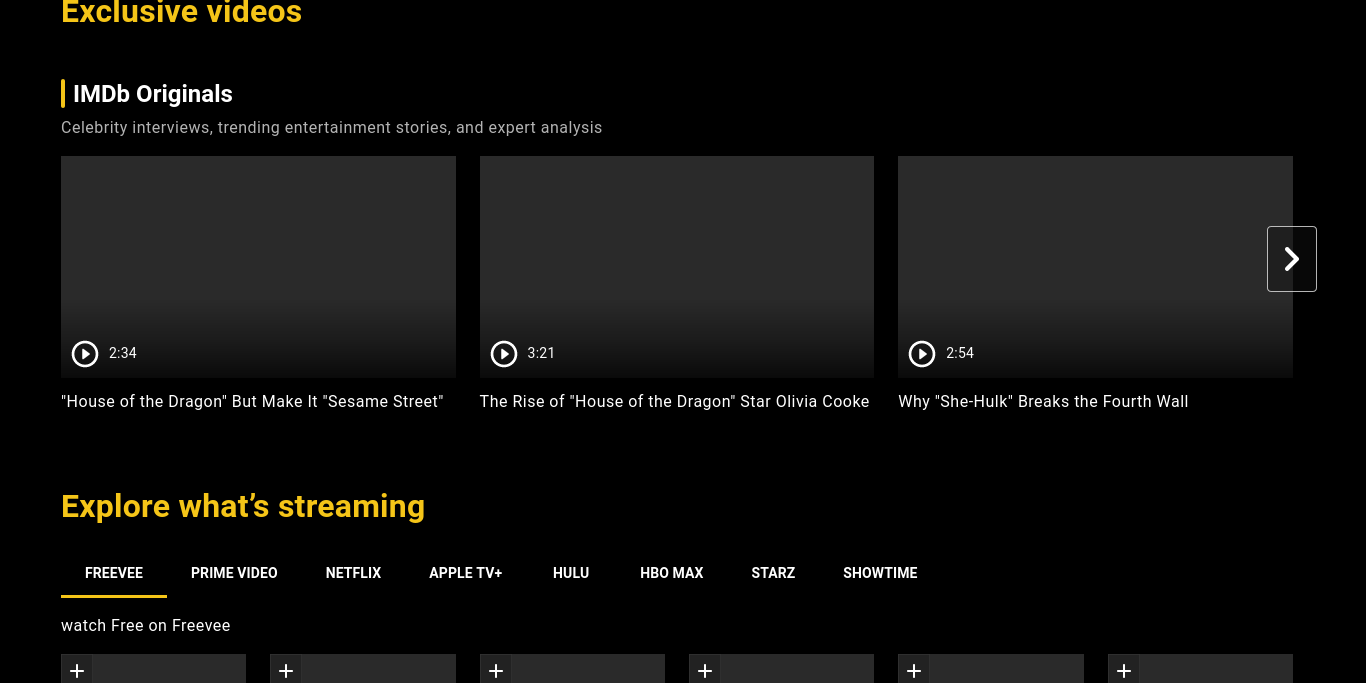 Exclusive videos
IMDb Originals
Celebrity interviews, trending entertainment stories, and expert analysis
2:34
3:21
2:54
"House of the Dragon" But Make It "Sesame Street"
The Rise of "House of the Dragon" Star Olivia Cooke
Why "She-Hulk" Breaks the Fourth Wall
Explore what’s streaming
FREEVEE PRIME VIDEO NETFLIX APPLE TV+ HULU HBO MAX STARZ SHOWTIME
watch Free on Freevee